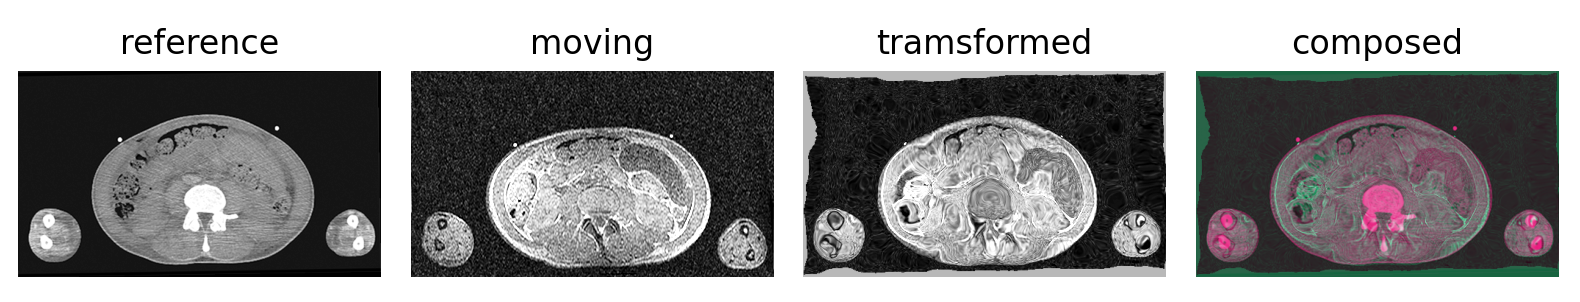 reference
moving
tramsformed
composed